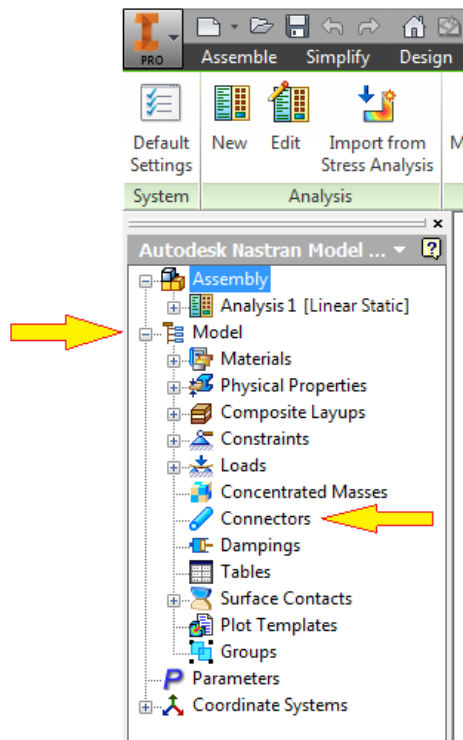 PRO
Assemble Simplify Design
Default Settings
New
Edit
Import from Stress Analysis
M
System
Analysis
Autodesk Nastran Model ...
Assembly
Analysis 1 [Linear Static]
Model
Materials
Physical Properties
Composite Layups
Constraints
Loads
Concentrated Masses
Connectors
Dampings
Tables
Surface Contacts
Plot Templates
Groups
Parameters
Coordinate Systems